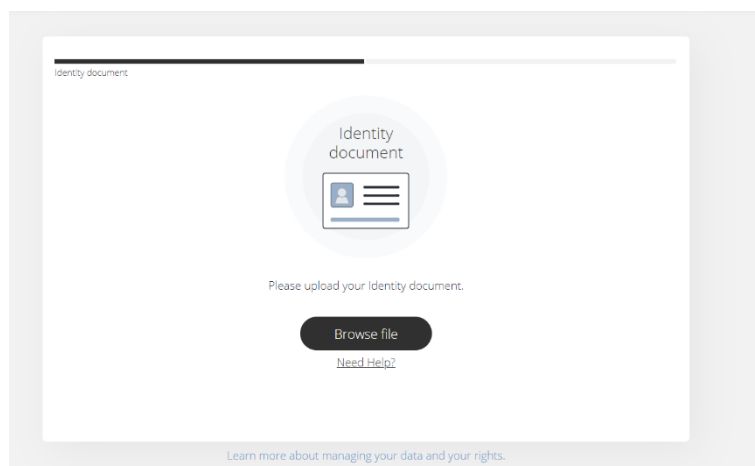 Identity document
Identity
document
Please upload your Identity document.
Browse file
Need Help?
Learn more about managing your data and your rights.